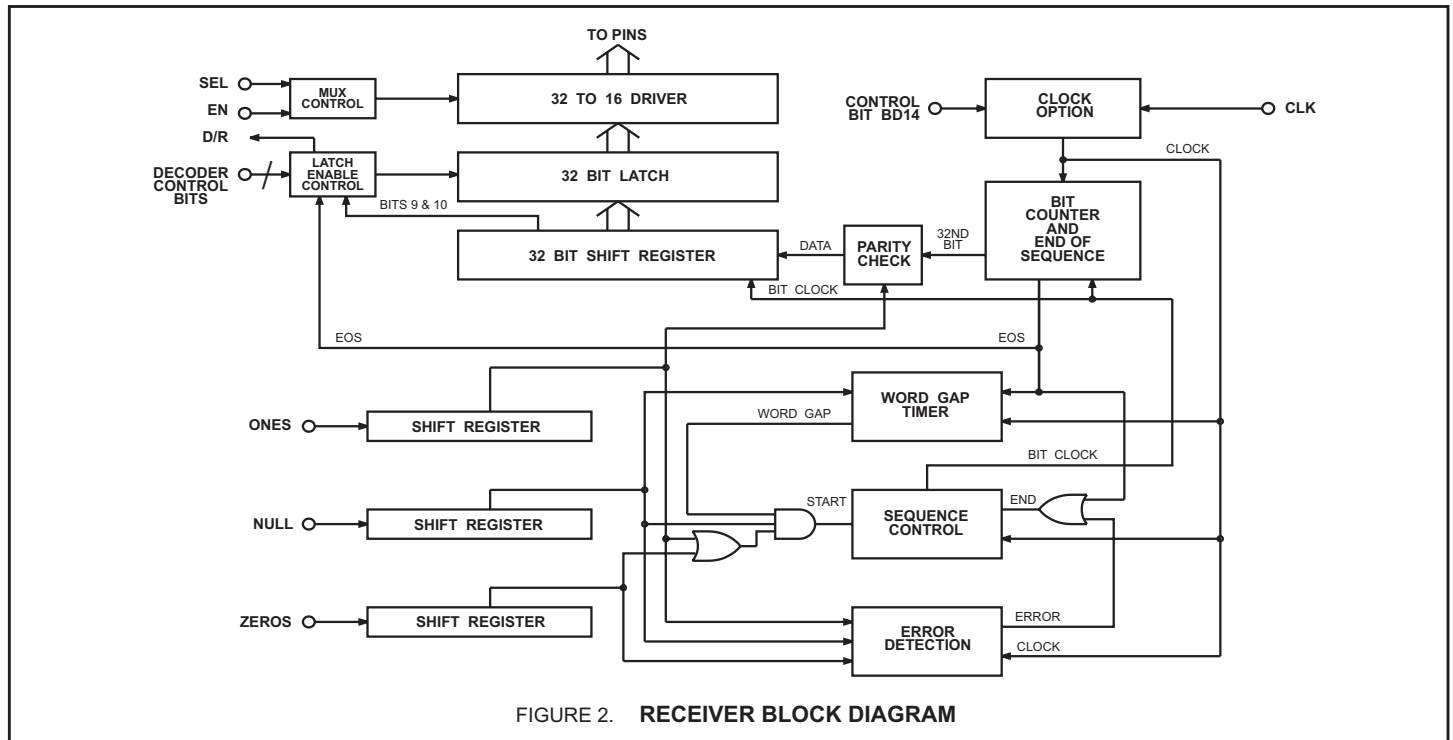 TO PINS
SEL
EN
D/R
DECODER
CONTROL
BITS
MUX
CONTROL
32 TO 16 DRIVER
CONTROL
BIT BD14
CLOCK
OPTION
CLK
LATCH
ENABLE
CONTROL
32 BIT LATCH
CLOCK
BITS 9 & 10
32 BIT SHIFT REGISTER
DATA
PARITY
CHECK
32ND
BIT
BIT
COUNTER
AND
END OF
SEQUENCE
BIT CLOCK
EOS
EOS
ONES
SHIFT REGISTER
WORD GAP
WORD GAP
TIMER
BIT CLOCK
NULL
SHIFT REGISTER
START
SEQUENCE
CONTROL
END
ZEROS
SHIFT REGISTER
ERROR
DETECTION
ERROR
CLOCK
FIGURE 2. RECEIVER BLOCK DIAGRAM